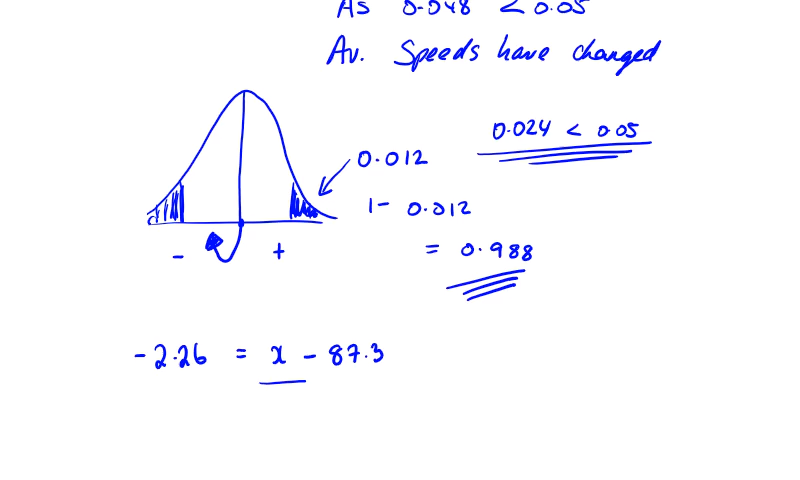 As 0.048 < 0.05
Av. Speeds have changed
0.024 < 0.05
0.012
1 - 0.012
= 0.988
- +
-2.26 = x - 87.3